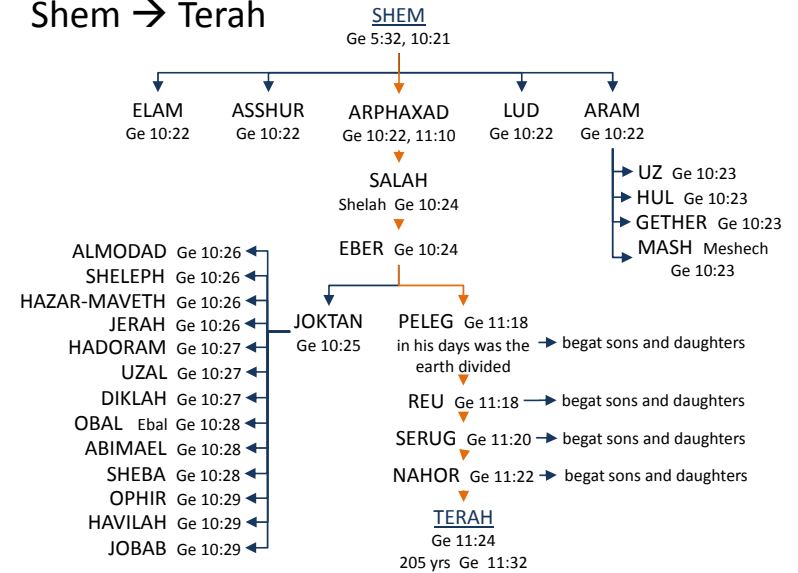 Shem → Terah
SHEM
Ge 5:32, 10:21
ELAM
Ge 10:22
ASSHUR
Ge 10:22
ARPHAXAD
Ge 10:22, 11:10
LUD
Ge 10:22
ARAM
Ge 10:22
UZ Ge 10:23
HUL Ge 10:23
GETHER Ge 10:23
MASH Meshech
Ge 10:23
SALAH
Shelah Ge 10:24
EBER Ge 10:24
JOKTAN
Ge 10:25
ALMODAD Ge 10:26
SHELEPH Ge 10:26
HAZAR-MAVETH Ge 10:26
JERAH Ge 10:26
HADORAM Ge 10:27
UZAL Ge 10:27
DIKLAH Ge 10:27
OBAL Ebal Ge 10:28
ABIMAEL Ge 10:28
SHEBA Ge 10:28
OPHIR Ge 10:29
HAVILAH Ge 10:29
JOBAB Ge 10:29
PELEG Ge 11:18
in his days was the
earth divided
begat sons and daughters
REU Ge 11:18
begat sons and daughters
SERUG Ge 11:20
begat sons and daughters
NAHOR Ge 11:22
begat sons and daughters
TERAH
Ge 11:24
205 yrs Ge 11:32